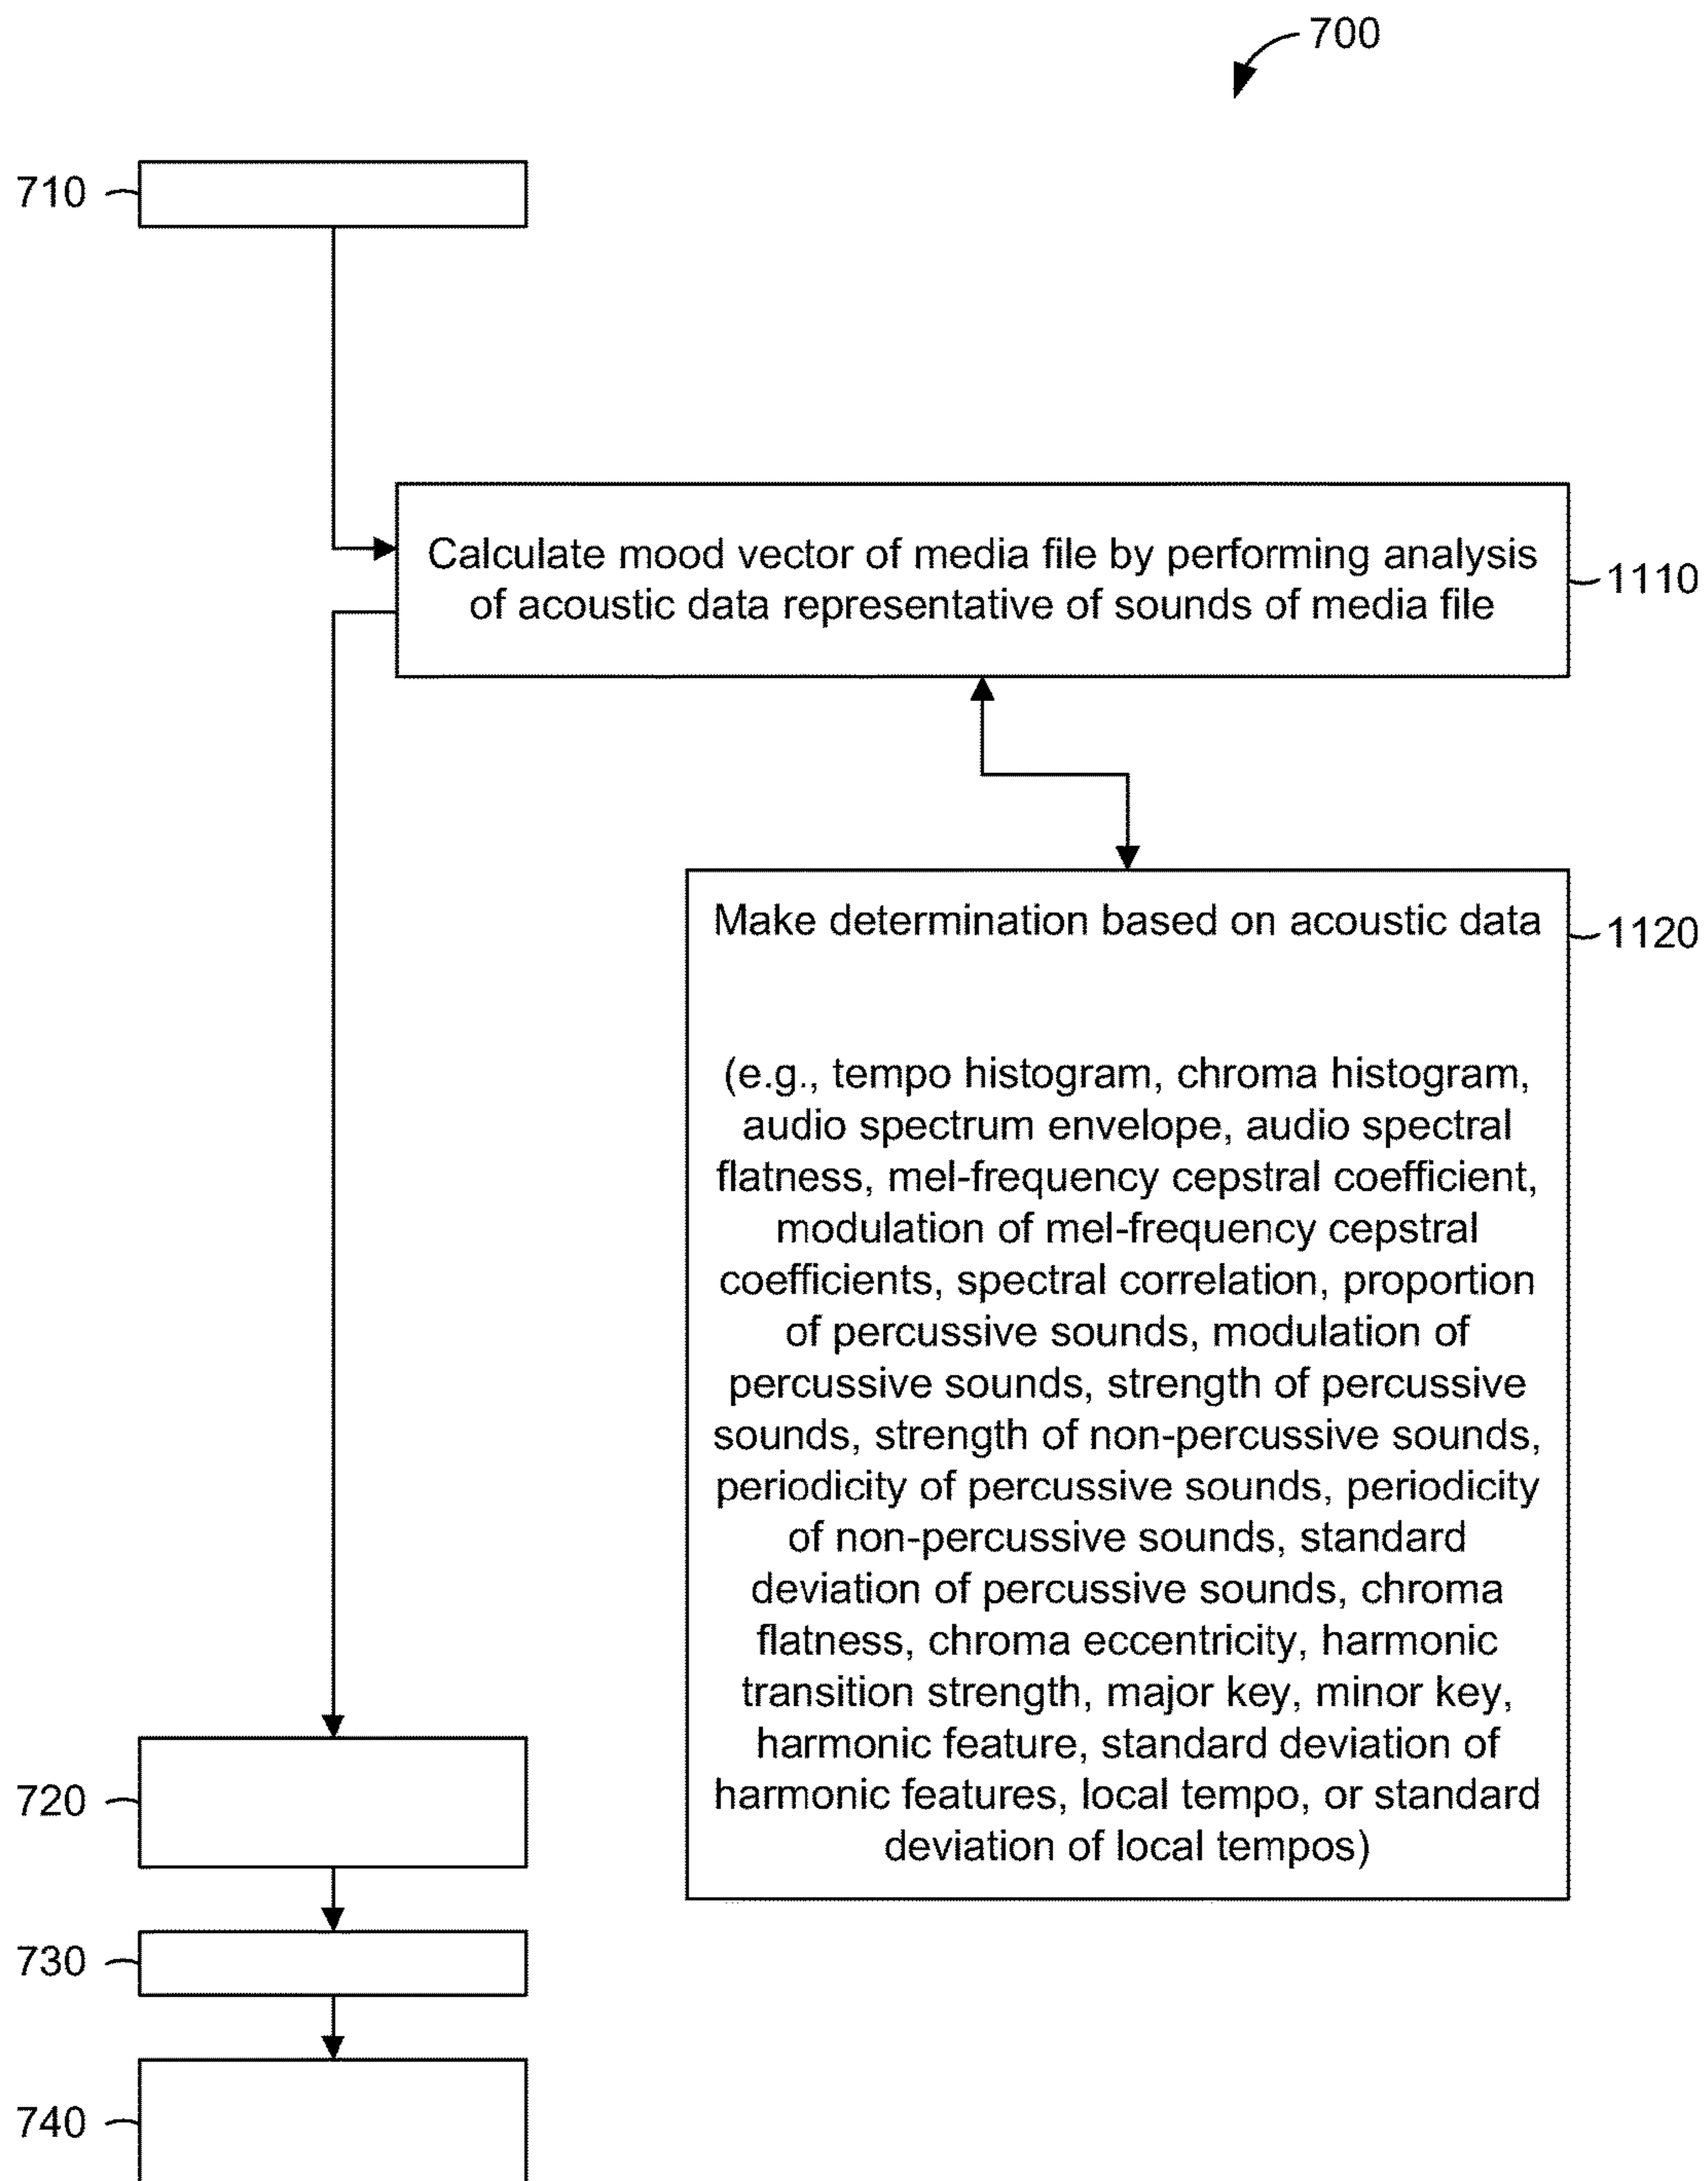 700
710
Calculate mood vector of media file by performing analysis
of acoustic data representative of sounds of media file
1110
Make determination based on acoustic data
1120
(e.g., tempo histogram, chroma histogram,
audio spectrum envelope, audio spectral
flatness, mel-frequency cepstral coefficient,
modulation of mel-frequency cepstral
coefficients, spectral correlation, proportion
of percussive sounds, modulation of
percussive sounds, strength of percussive
sounds, strength of non-percussive sounds,
periodicity of percussive sounds, periodicity
of non-percussive sounds, standard
deviation of percussive sounds, chroma
flatness, chroma eccentricity, harmonic
transition strength, major key, minor key,
harmonic feature, standard deviation of
harmonic features, local tempo, or standard
deviation of local tempos)
720
730
740